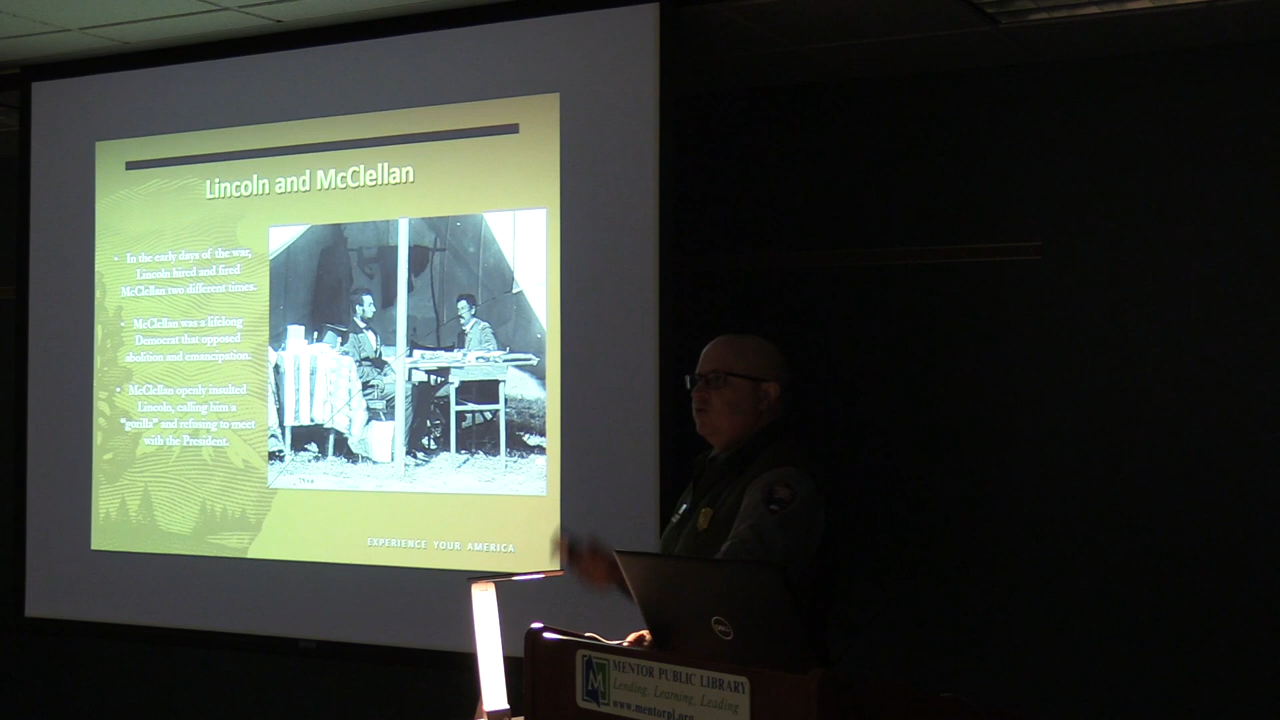 Lincoln and McClellan
• In the early days of the war,
Lincoln hired and fired
McClellan two different times.
• McClellan was a lifelong
Democrat that opposed
abolition and emancipation.
• McClellan openly insulted
Lincoln, calling him a
“gorilla” and refusing to meet
with the President.
EXPERIENCE YOUR AMERICA
DELL
M
MENTOR PUBLIC LIBRARY
Lending, Learning, Leading
www.mentorpl.org